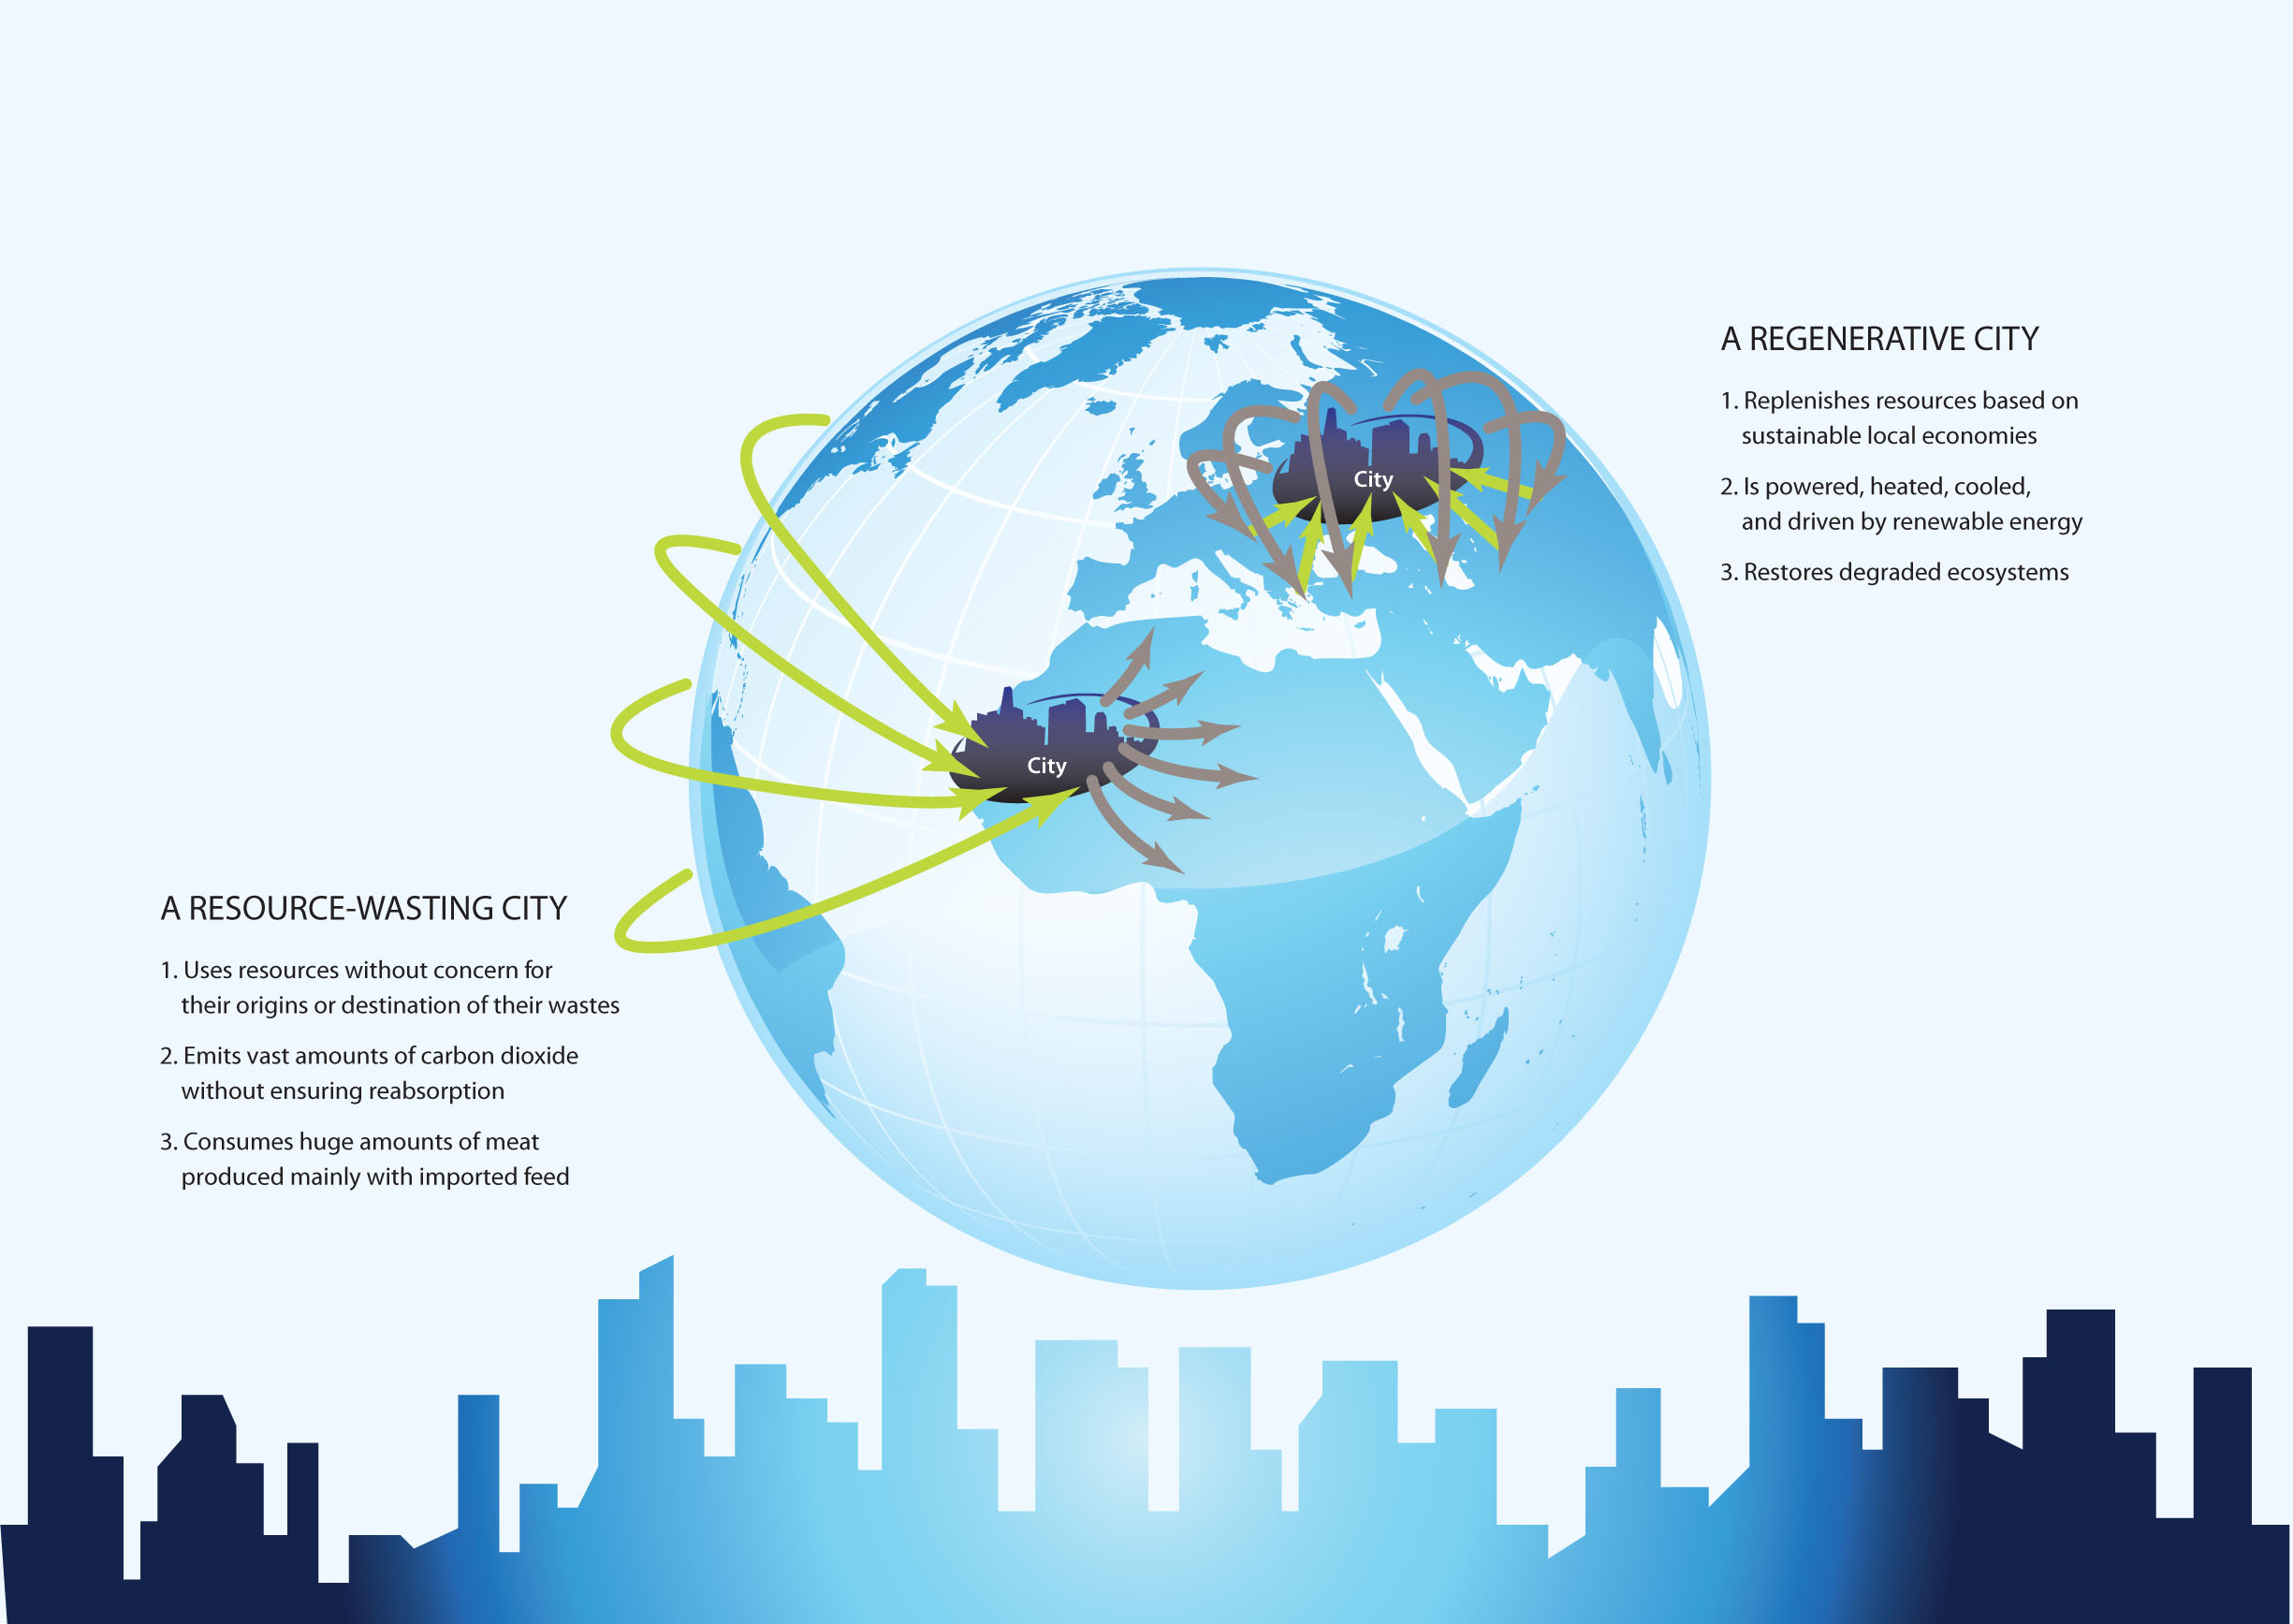 A REGENERATIVE CITY
1. Replenishes resources based on
sustainable local economies
2. Is powered, heated, cooled,
and driven by renewable energy
3. Restores degraded ecosystems
City
City
A RESOURCE-WASTING CITY
1. Uses resources without concern for
their origins or destination of their wastes
2. Emits vast amounts of carbon dioxide
without ensuring reabsorption
3. Consumes huge amounts of meat
produced mainly with imported feed